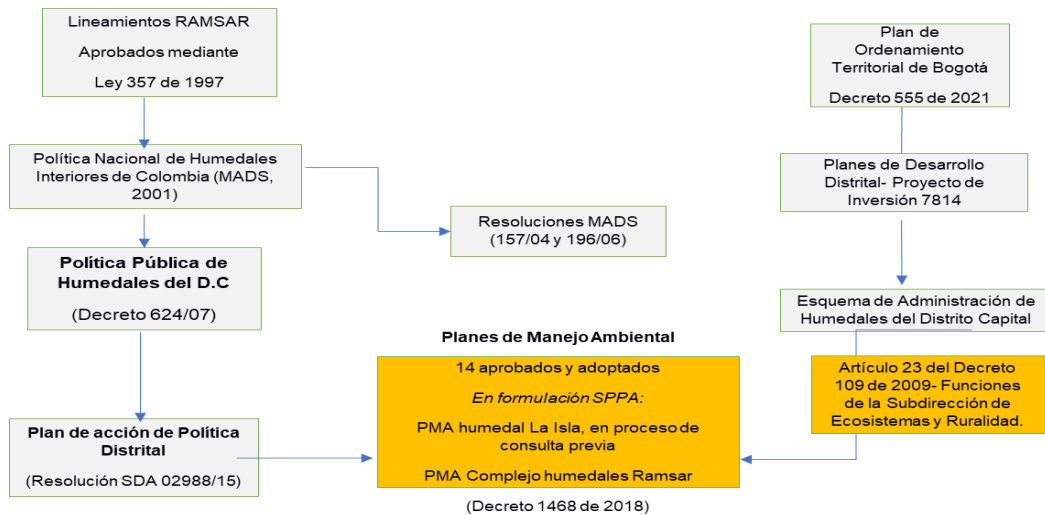 Lineamientos RAMSAR
Aprobados mediante
Ley 357 de 1997
Política Nacional de Humedales
Interiores de Colombia (MADS,
2001)
Resoluciones MADS
(157/04 y 196/06)
Política Pública de
Humedales del D.C
(Decreto 624/07)
Plan de acción de Política
Distrital
(Resolución SDA 02988/15)
Planes de Manejo Ambiental
14 aprobados y adoptados
En formulación SPPA:
PMA humedal La Isla, en proceso de
consulta previa
PMA Complejo humedales Ramsar
(Decreto 1468 de 2018)
Plan de
Ordenamiento
Territorial de Bogotá
Decreto 555 de 2021
Planes de Desarrollo
Distrital- Proyecto de
Inversión 7814
Esquema de Administración de
Humedales del Distrito Capital
Artículo 23 del Decreto
109 de 2009- Funciones
de la Subdirección de
Ecosistemas y Ruralidad.